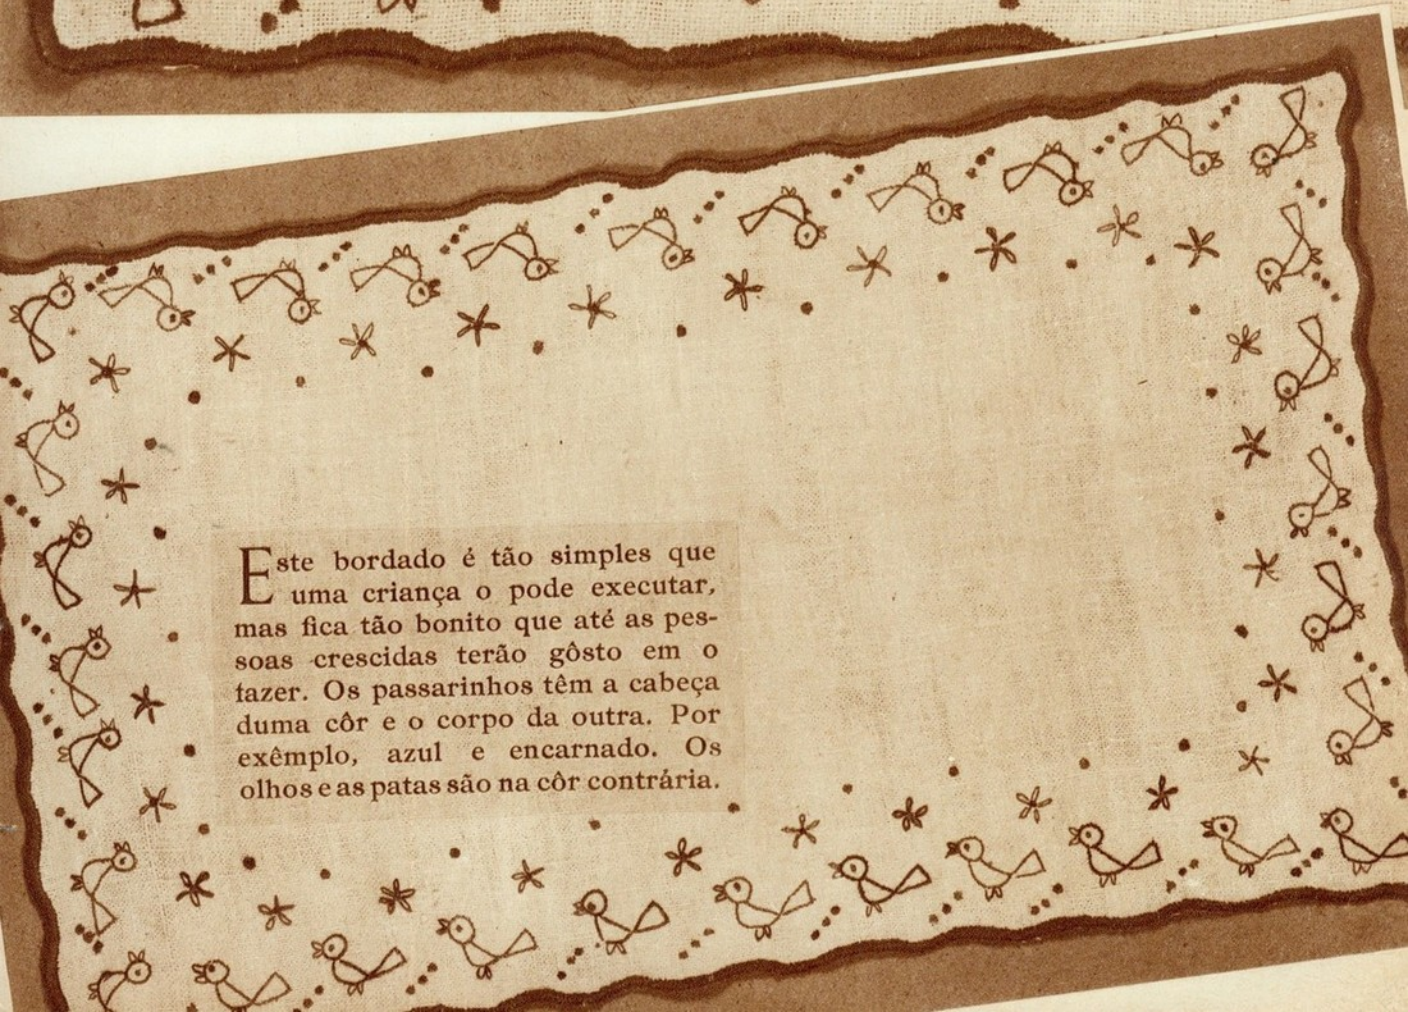 Este bordado é tão simples que
uma criança o pode executar,
mas fica tão bonito que até as pes-
soas crescidas terão gôsto em o
fazer. Os passarinhos têm a cabeça
duma côr e o corpo da outra. Por
exêmplo, azul e encarnado. Os
olhos e as patas são na côr contrária.